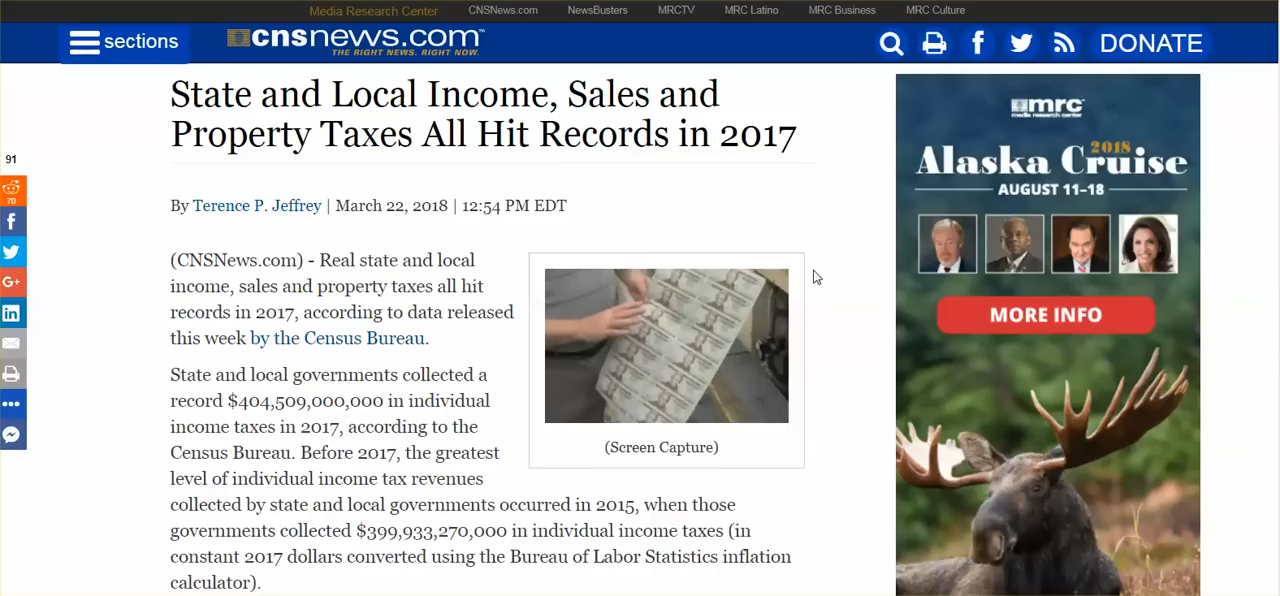 Media Research Center CNSNews.com NewsBusters MRCTV MRC Latino MRC Business MRC Culture
sections
cnsnews.com
THE RIGHT NEWS. RIGHT NOW.
DONATE
State and Local Income, Sales and
Property Taxes All Hit Records in 2017
91
70
By Terence P. Jeffrey | March 22, 2018 | 12:54 PM EDT
(CNSNews.com) - Real state and local
income, sales and property taxes all hit
records in 2017, according to data released
this week by the Census Bureau.
State and local governments collected a
record $404,509,000,000 in individual
income taxes in 2017, according to the
Census Bureau. Before 2017, the greatest
level of individual income tax revenues
collected by state and local governments occurred in 2015, when those
governments collected $399,933,270,000 in individual income taxes (in
constant 2017 dollars converted using the Bureau of Labor Statistics inflation
calculator).
(Screen Capture)
mrc
media research center
2018
Alaska Cruise
AUGUST 11–18
MORE INFO